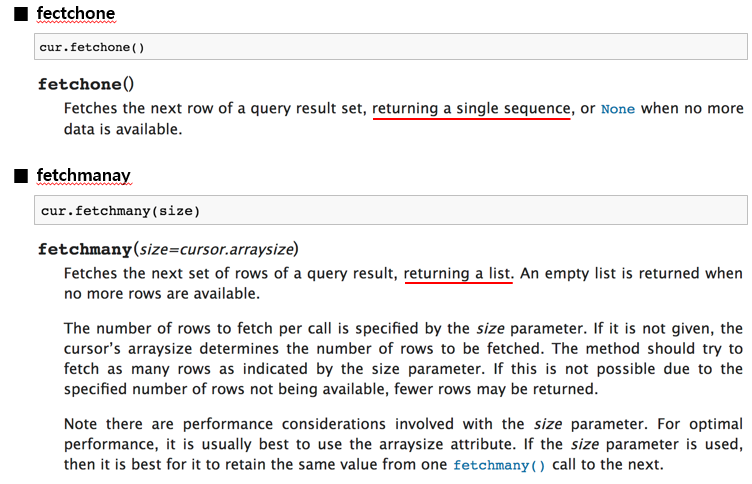 ■ fectchone
cur.fetchone()
fetchone()
Fetches the next row of a query result set, returning a single sequence, or None when no more
data is available.
■ fetchmanay
cur.fetchmany(size)
fetchmany(size=cursor.arraysize)
Fetches the next set of rows of a query result, returning a list. An empty list is returned when
no more rows are available.
The number of rows to fetch per call is specified by the size parameter. If it is not given, the
cursor’s arraysize determines the number of rows to be fetched. The method should try to
fetch as many rows as indicated by the size parameter. If this is not possible due to the
specified number of rows not being available, fewer rows may be returned.
Note there are performance considerations involved with the size parameter. For optimal
performance, it is usually best to use the arraysize attribute. If the size parameter is used,
then it is best for it to retain the same value from one fetchmany() call to the next.